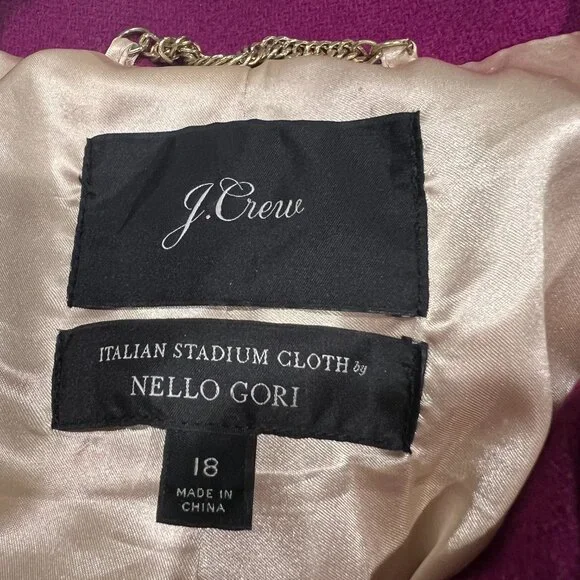 J.Crew
ITALIAN STADIUM CLOTH by
NELLO GORI
18
MADE IN
CHINA